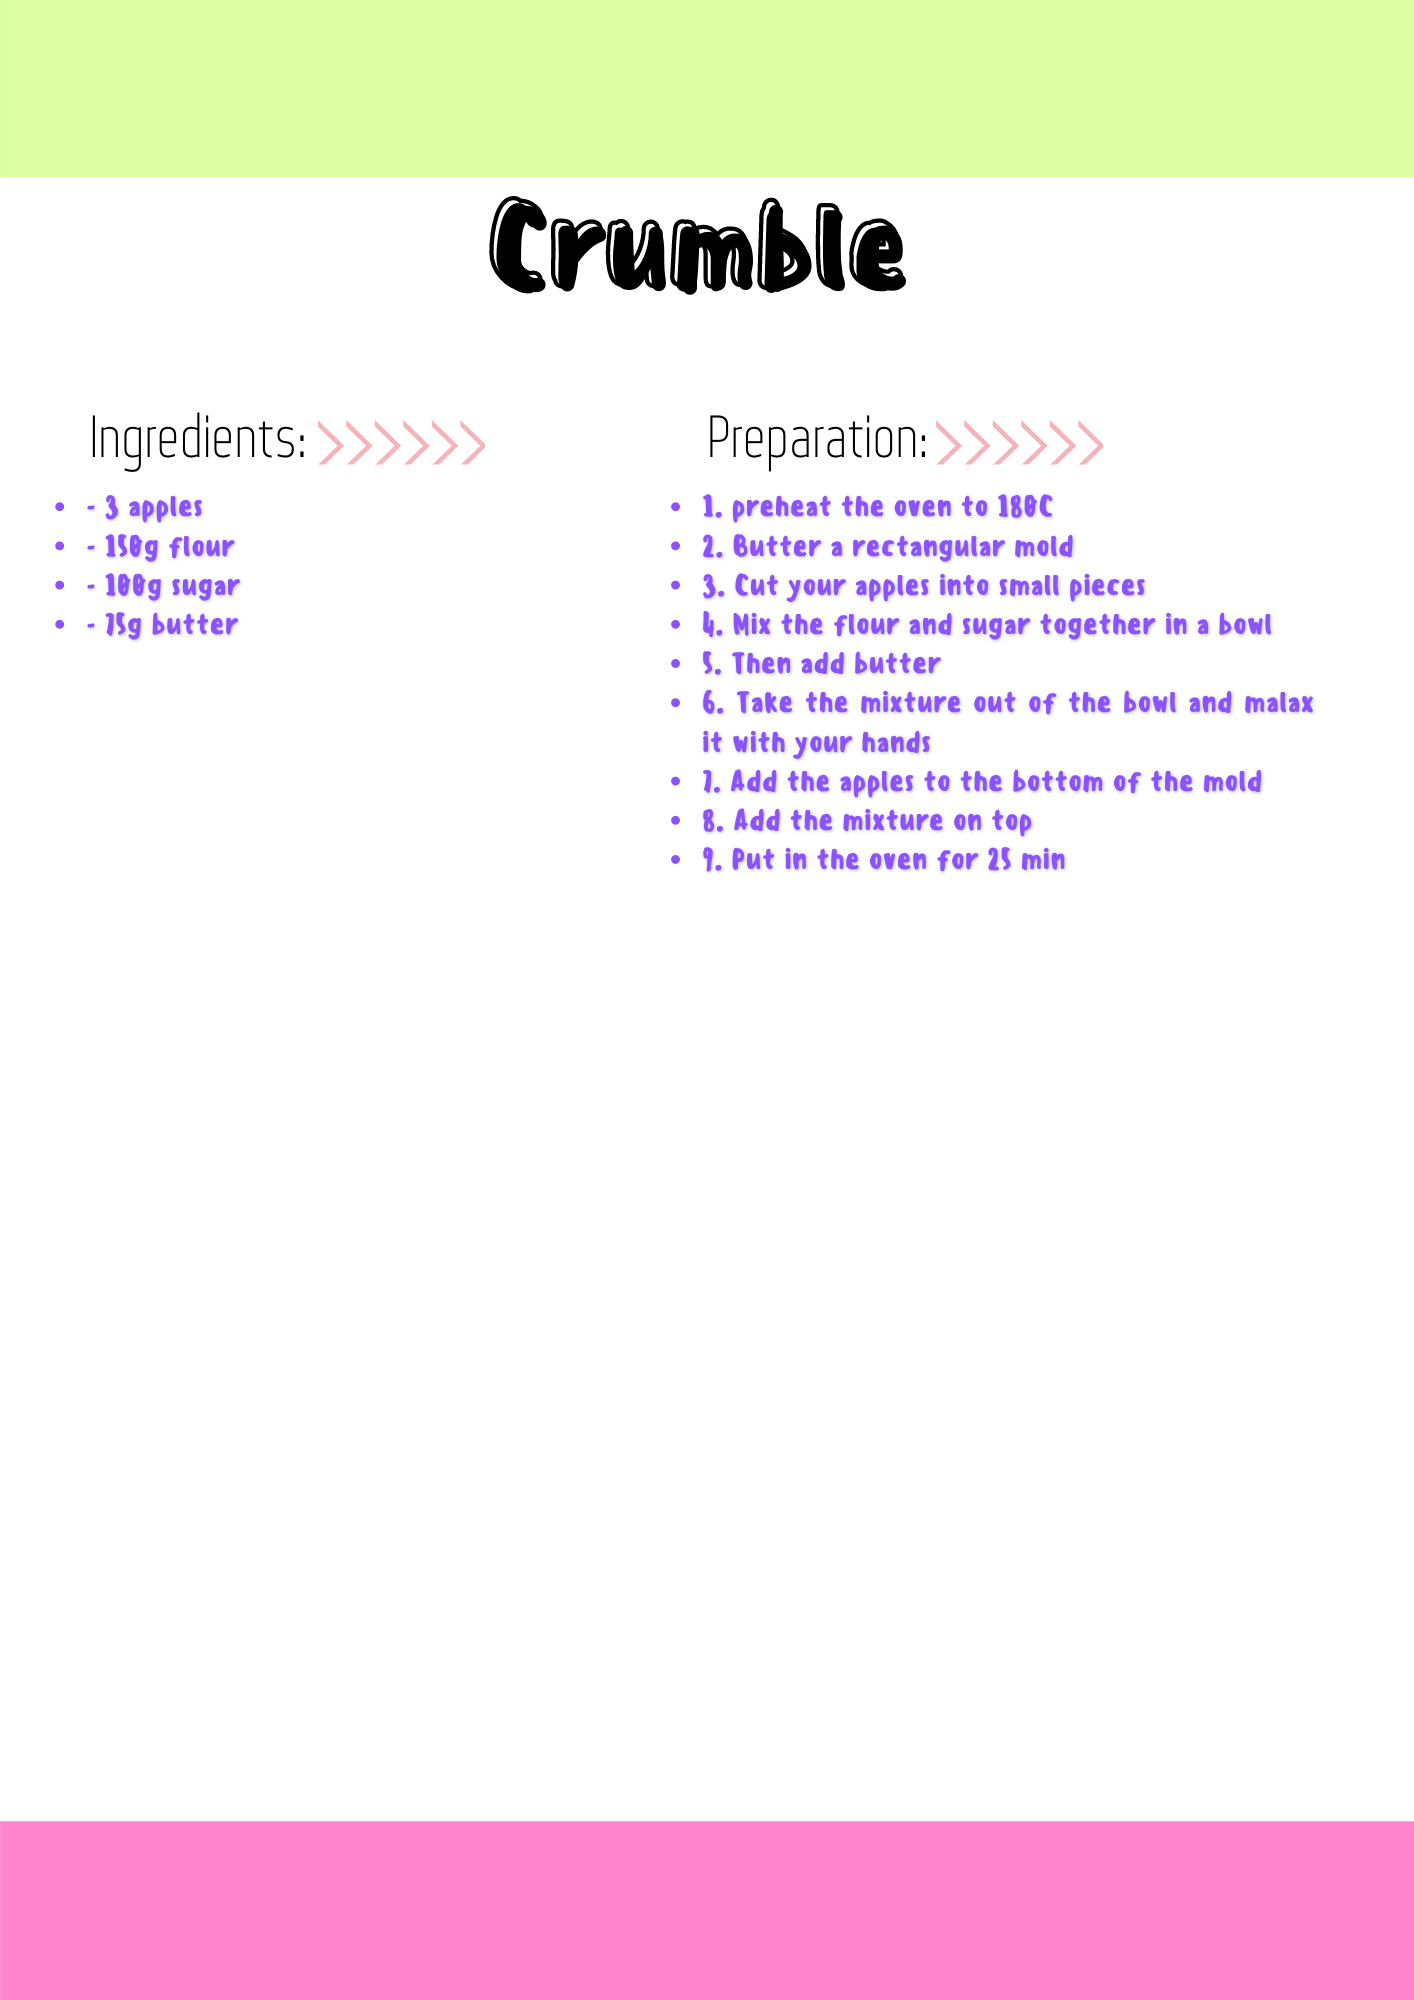 Crumble
Ingredients:
• - 3 apples
• - 150g flour
• - 100g sugar
• - 75g butter
Preparation:
• 1. preheat the oven to 180C
• 2. Butter a rectangular mold
• 3. Cut your apples into small pieces
• 4. Mix the flour and sugar together in a bowl
• 5. Then add butter
• 6. Take the mixture out of the bowl and malax
it with your hands
• 7. Add the apples to the bottom of the mold
• 8. Add the mixture on top
• 9. Put in the oven for 25 min